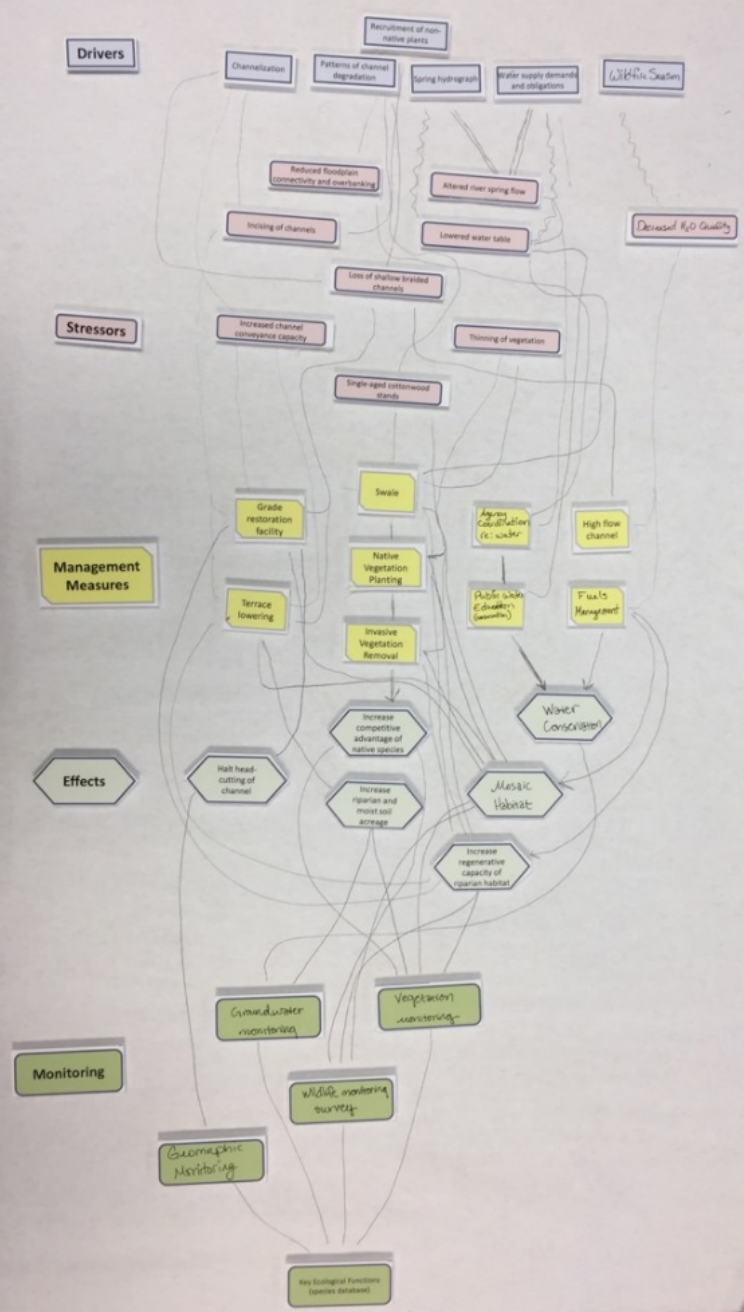 Recruitment of non-
native plants
Drivers
Channelization
Patterns of channel
degradation
Spring hydrograph
Water supply demands
and obligations
Wildfire Season
Reduced floodplain
connectivity and overbanking
Altered river spring flow
Incising of channels
Lowered water table
Decreased H2O Quality
Loss of shallow braided
channels
Stressors
Increased channel
conveyance capacity
Thinning of vegetation
Single-aged cottonwood
stands
Swale
Grade
restoration
facility
Agency
Coordination
re: water
High flow
channel
Management
Measures
Native
Vegetation
Planting
Terrace
lowering
Public Water
Education
Fuels
Management
Invasive
Vegetation
Removal
Increase
competitive
advantage of
native species
Water
Conservation
Effects
Halt head-
cutting of
channel
Increase
riparian and
moist soil
acreage
Mosaic
Habitat
Increase
regenerative
capacity of
riparian habitat
Groundwater
monitoring
Vegetation
monitoring
Monitoring
Wildlife monitoring
survey
Geomorphic
Monitoring
Key Ecological Functions
(species database)